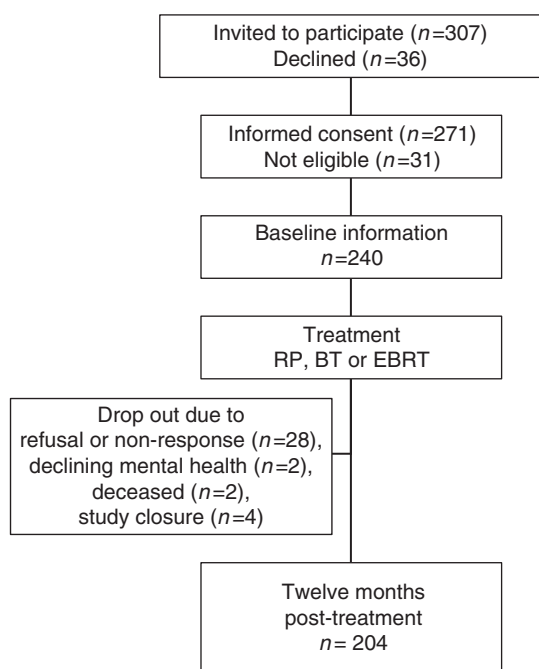 Invited to participate (n=307)
Declined (n=36)
Informed consent (n=271)
Not eligible (n=31)
Baseline information
n=240
Treatment
RP, BT or EBRT
Drop out due to
refusal or non-response (n=28),
declining mental health (n=2),
deceased (n=2),
study closure (n=4)
Twelve months
post-treatment
n= 204